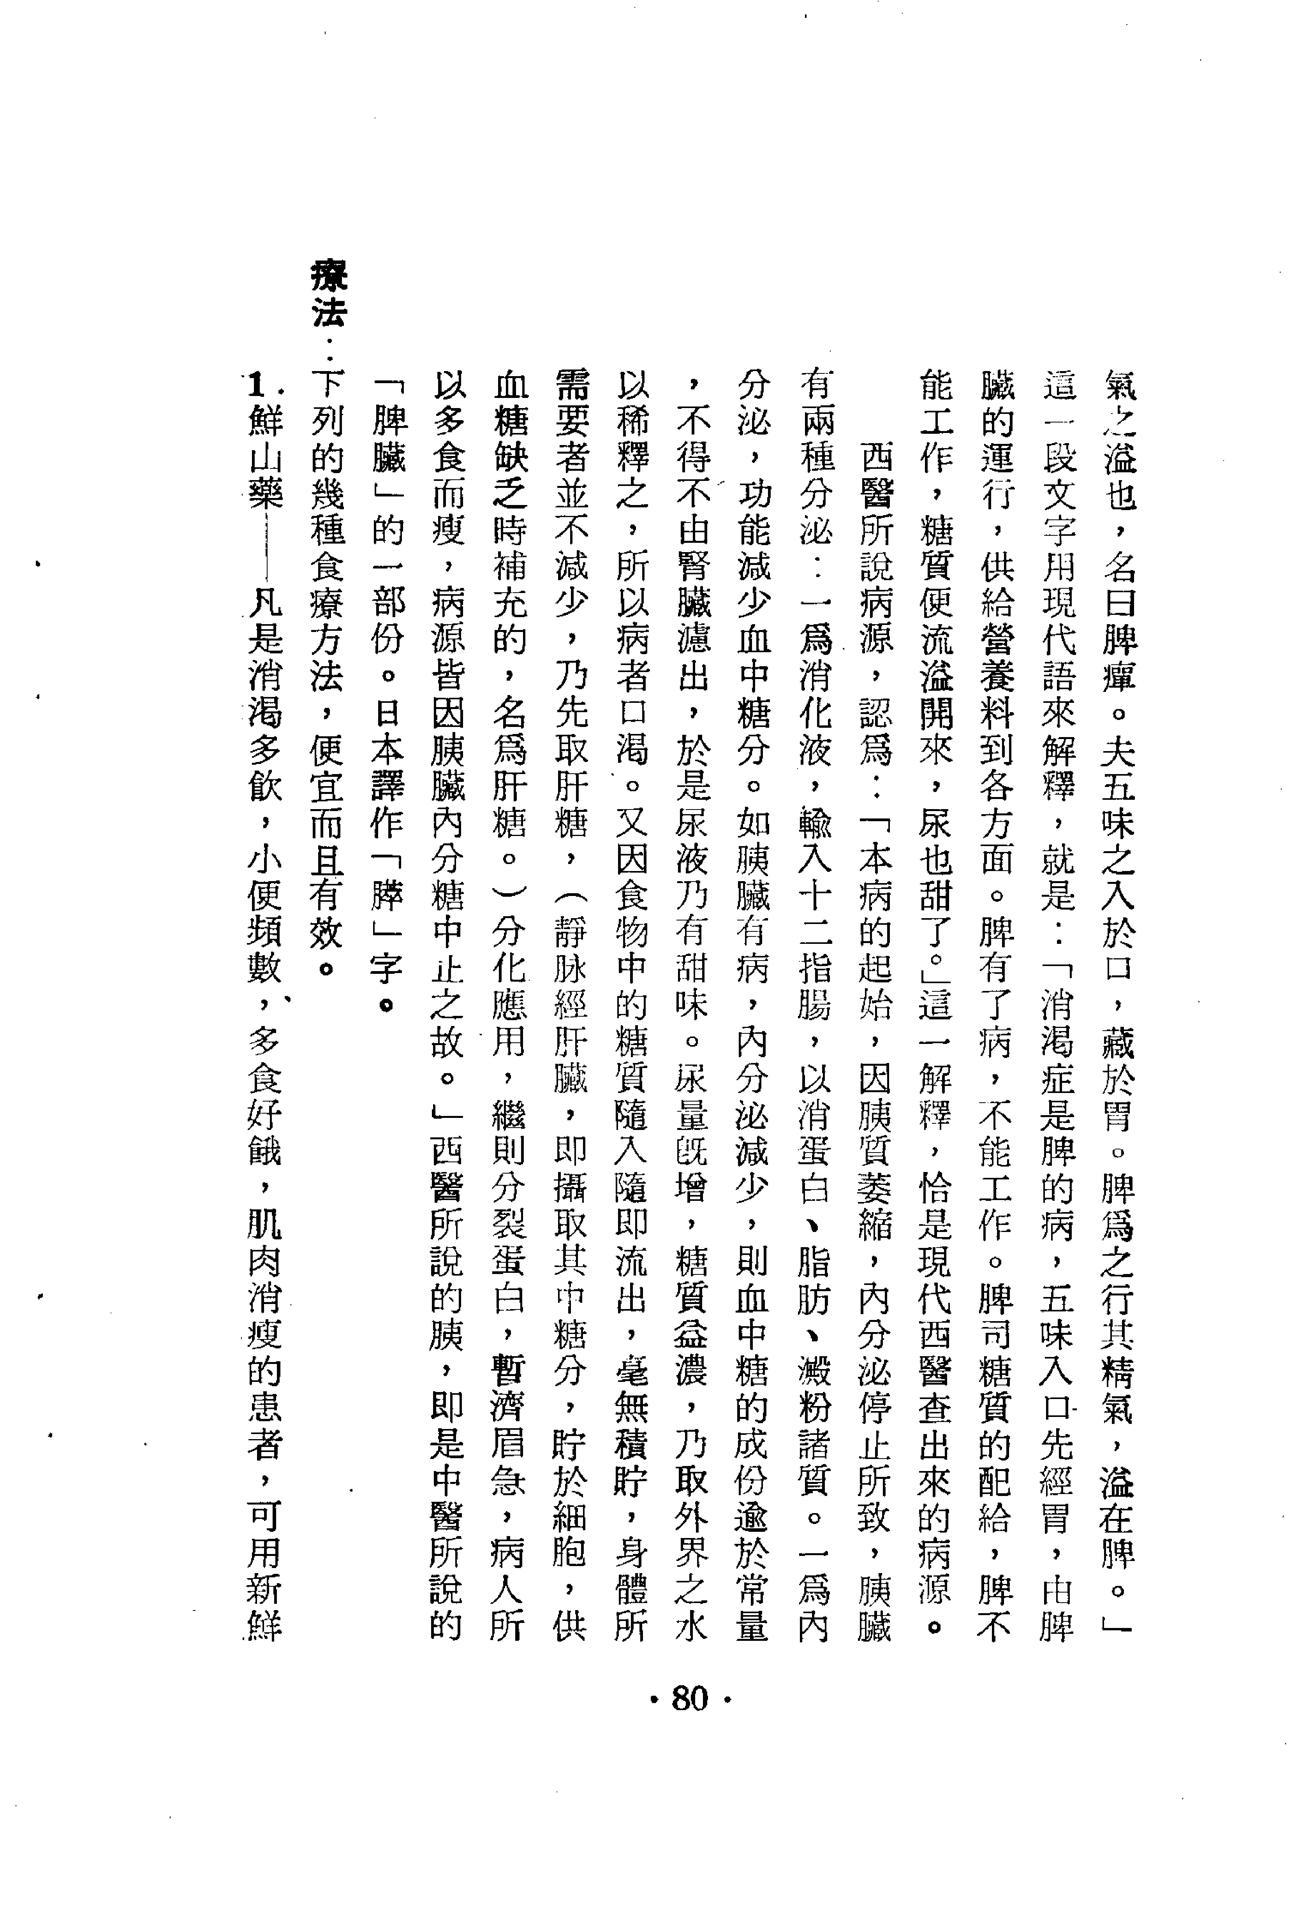 氣之溢也，名曰脾癉。夫五味之入於口，藏於胃。脾爲之行其精氣，溢在脾。」
這一段文字用現代語來解釋，就是：「消渴症是脾的病，五味入口先經胃，由脾
臟的運行，供給營養料到各方面。脾有了病，不能工作。脾司糖質的配給，脾不
能工作，糖質便流溢開來，尿也甜了。」這一解釋，恰是現代西醫查出來的病源。
西醫所說病源，認爲：「本病的起始，因胰質萎縮，內分泌停止所致，胰臟
有兩種分泌：一爲消化液，輸入十二指腸，以消蛋白、脂肪、澱粉諸質。一爲內
分泌，功能減少血中糖分。如胰臟有病，內分泌減少，則血中糖的成份逾於常量
，不得不由腎臟濾出，於是尿液乃有甜味。尿量旣增，糖質益濃，乃取外界之水
以稀釋之，所以病者口渴。又因食物中的糖質隨入隨即流出，毫無積貯，身體所
需要者並不減少，乃先取肝糖，（靜脉經肝臟，即攝取其中糖分，貯於細胞，供
血糖缺乏時補充的，名爲肝糖。）分化應用，繼則分裂蛋白，暫濟眉急，病人所
以多食而瘦，病源皆因胰臟內分糖中止之故。」西醫所說的胰，即是中醫所說的
「脾臟」的一部份。日本譯作「膵」字。
療法：下列的幾種食療方法，便宜而且有效。
1.鮮山藥——凡是消渴多飲，小便頻數，多食好餓，肌肉消瘦的患者，可用新鮮
·80·